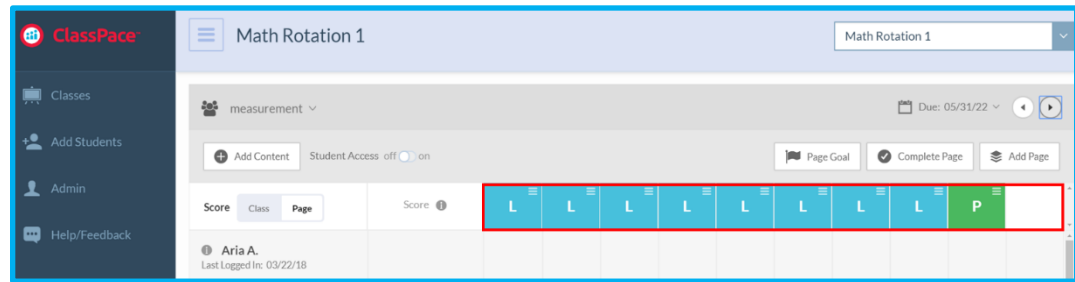 ClassPace
Math Rotation 1
Math Rotation 1
Classes
measurement
Due: 05/31/22
Add Students
Add Content
Student Access off on
Page Goal
Complete Page
Add Page
Admin
Score Class Page
Score
L L L L L L L L P
Help/Feedback
Aria A.
Last Logged In: 03/22/18